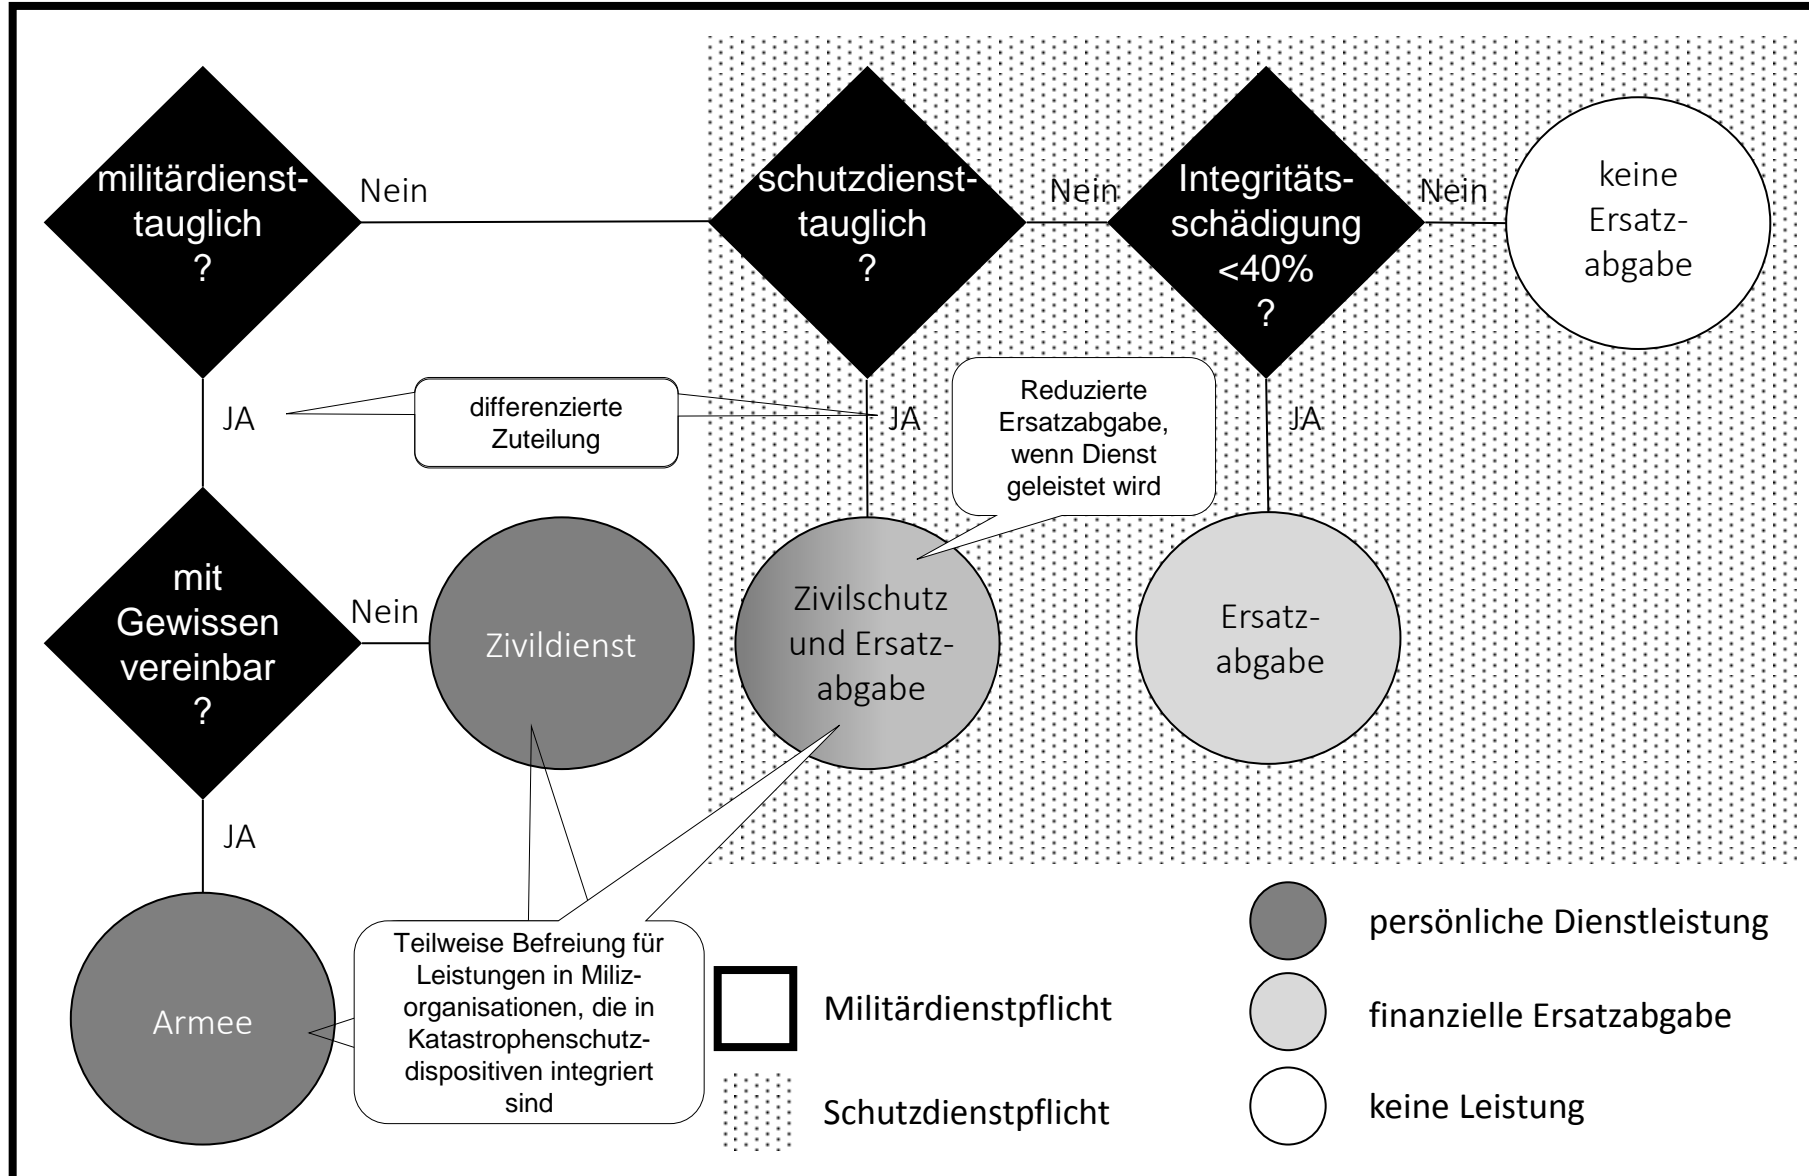 militärdienst-
tauglich
?
Nein
schutzdienst-
tauglich
?
Nein
Integritäts-
schädigung
<40%
?
Nein
keine
Ersatz-
abgabe
JA
differenzierte
Zuteilung
JA
Reduzierte
Ersatzabgabe,
wenn Dienst
geleistet wird
JA
mit
Gewissen
vereinbar
?
Nein
Zivildienst
Zivilschutz
und Ersatz-
abgabe
Ersatz-
abgabe
JA
Armee
Teilweise Befreiung für
Leistungen in Miliz-
organisationen, die in
Katastrophenschutz-
dispositiven integriert
sind
Militärdienstpflicht
Schutzdienstpflicht
persönliche Dienstleistung
finanzielle Ersatzabgabe
keine Leistung